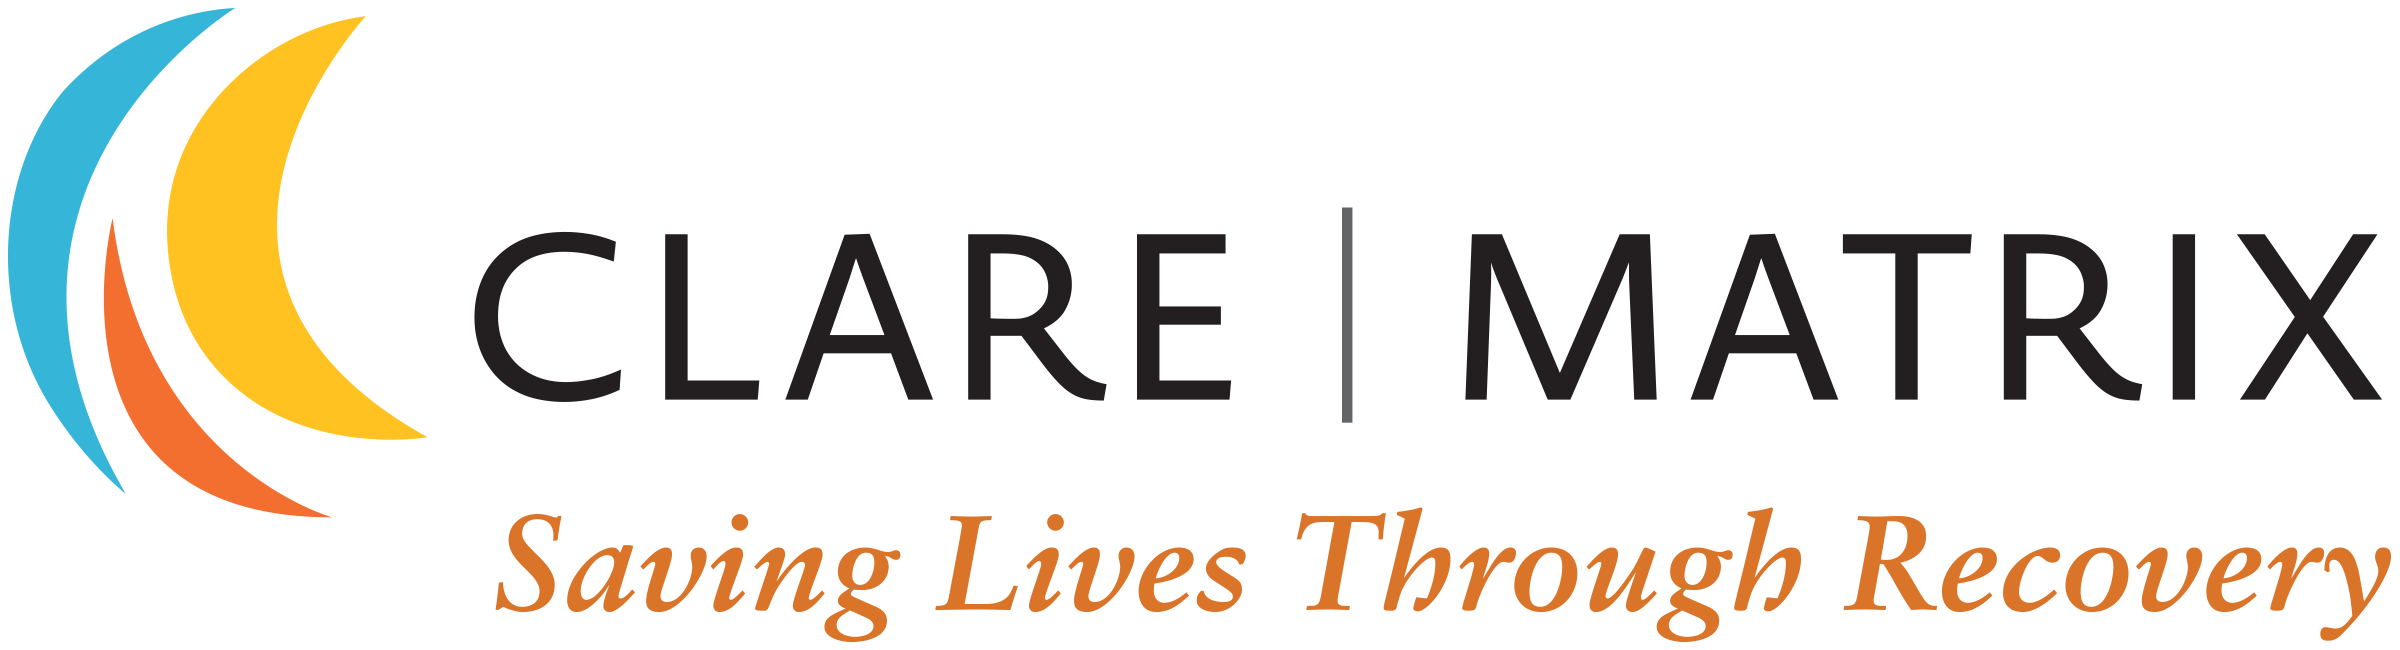 CLARE | MATRIX
Saving Lives Through Recovery